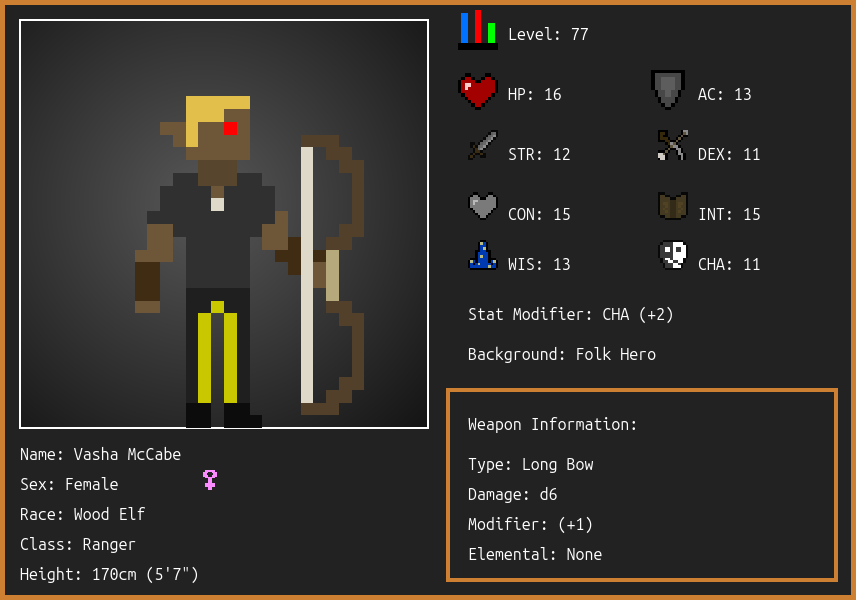 Level: 77
HP: 16
AC: 13
STR: 12
DEX: 11
CON: 15
INT: 15
WIS: 13
CHA: 11
Stat Modifier: CHA (+2)
Background: Folk Hero
Weapon Information:
Type: Long Bow
Damage: d6
Modifier: (+1)
Elemental: None
Name: Vasha McCabe
Sex: Female
Race: Wood Elf
Class: Ranger
Height: 170cm (5'7")